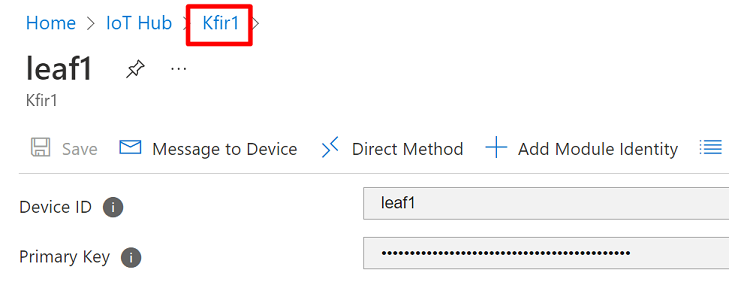 Home > IoT Hub > Kfir1 >
leaf1 ...
Kfir1
Save Message to Device Direct Method Add Module Identity
Device ID i leaf1
Primary Key i ••••••••••••••••••••••••••••••••••••••••••••